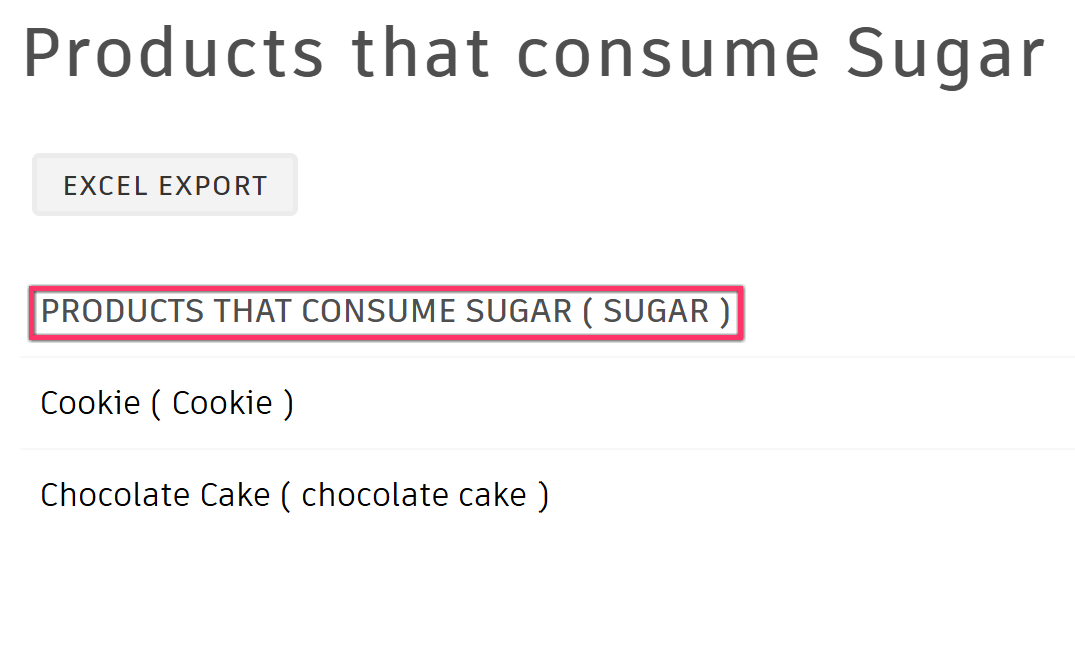 Products that consume Sugar
EXCEL EXPORT
PRODUCTS THAT CONSUME SUGAR ( SUGAR )
Cookie ( Cookie )
Chocolate Cake ( chocolate cake )